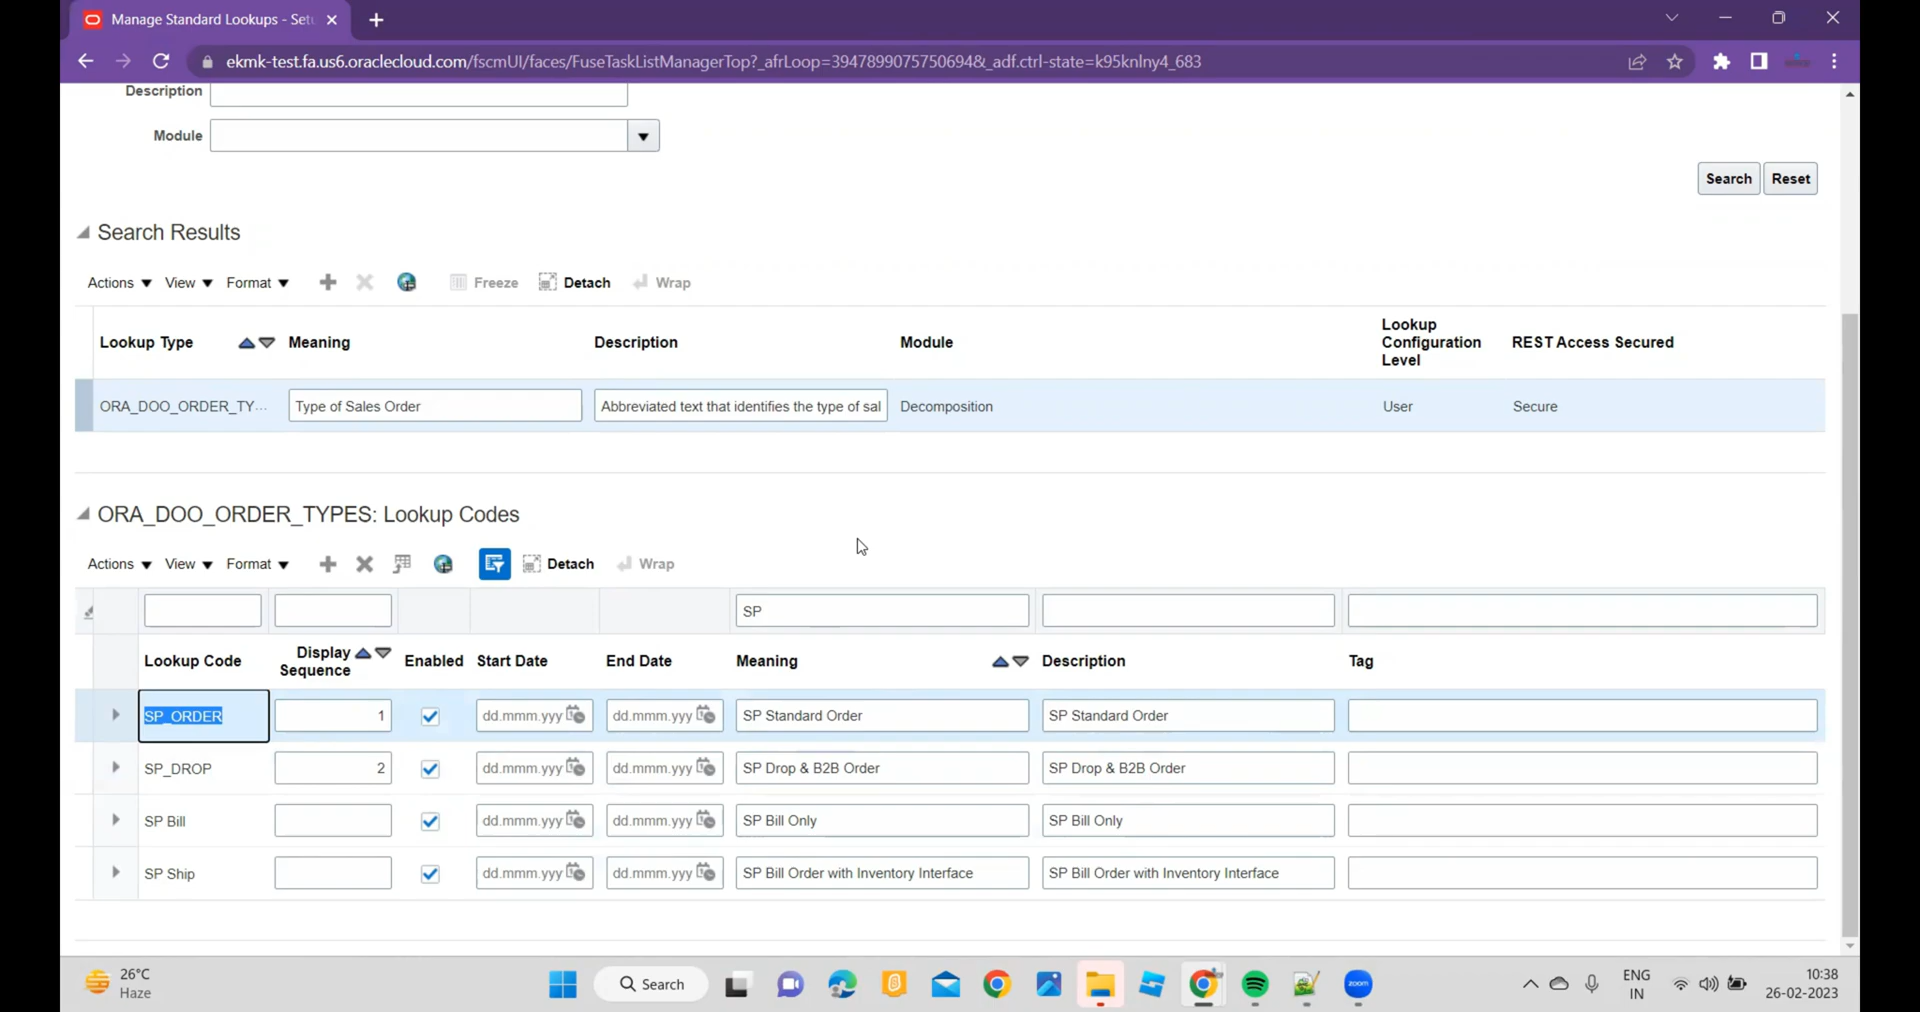 Manage Standard Lookups - Setu
ekmk-test.fa.us6.oraclecloud.com/fscmUI/faces/FuseTaskListManagerTop?_afrLoop=39478990757750694&_adf.ctrl-state=k95knlny4_683
Description
Module
Search Reset
Search Results
Actions View Format Freeze Detach Wrap
Lookup Type Meaning Description Module Lookup Configuration Level REST Access Secured
ORA_DOO_ORDER_TY... Type of Sales Order Abbreviated text that identifies the type of sal Decomposition User Secure
ORA_DOO_ORDER_TYPES: Lookup Codes
Actions View Format Detach Wrap
SP
Lookup Code Display Sequence Enabled Start Date End Date Meaning Description Tag
SP_ORDER 1 dd.mmm.yyy dd.mmm.yyy SP Standard Order SP Standard Order
SP_DROP 2 dd.mmm.yyy dd.mmm.yyy SP Drop & B2B Order SP Drop & B2B Order
SP Bill dd.mmm.yyy dd.mmm.yyy SP Bill Only SP Bill Only
SP Ship dd.mmm.yyy dd.mmm.yyy SP Bill Order with Inventory Interface SP Bill Order with Inventory Interface
26°C
Haze
Search
zoom
ENG
IN
10:38
26-02-2023